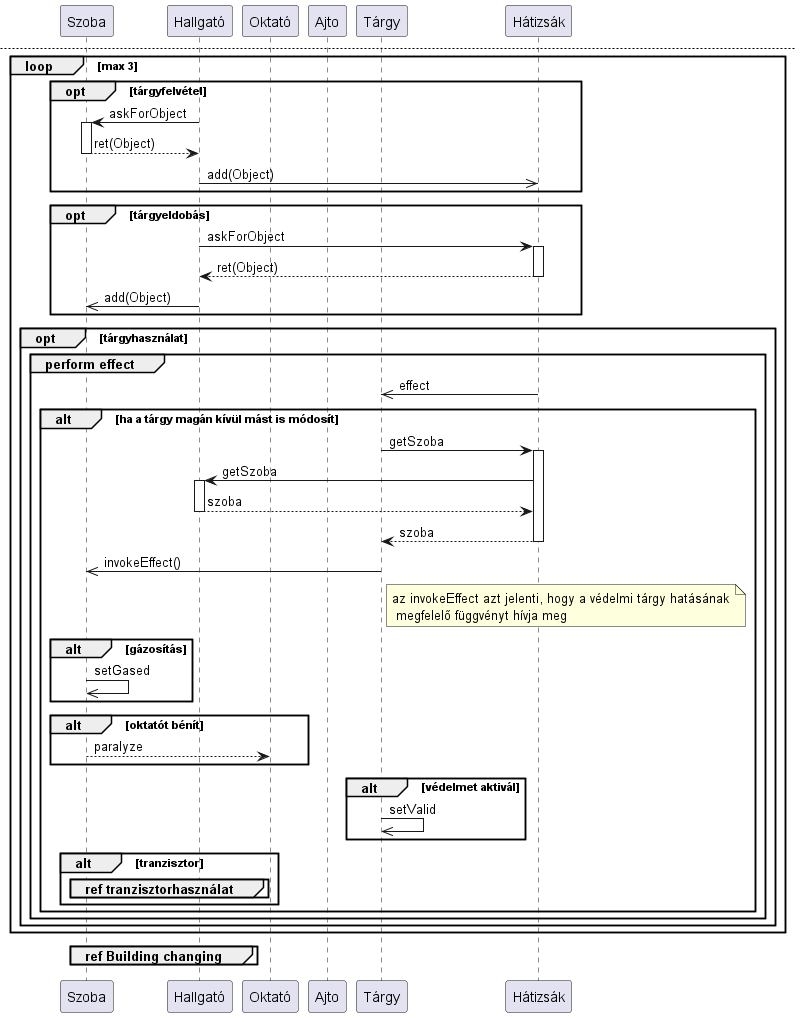 Szoba Hallgató Oktató Ajto Tárgy Hátizsák
loop [max 3]
opt [tárgyfelvétel]
askForObject
ret(Object)
add(Object)
opt [tárgyeldobás]
askForObject
ret(Object)
add(Object)
opt [tárgyhasználat]
perform effect
effect
alt [ha a tárgy magán kívül mást is módosít]
getSzoba
getSzoba
szoba
szoba
invokeEffect()
az invokeEffect azt jelenti, hogy a védelmi tárgy hatásának
megfelelő függvényt hívja meg
alt [gázosítás]
setGased
alt [oktatót bénít]
paralyze
alt [védelmet aktivál]
setValid
alt [tranzisztor]
ref tranzisztorhasználat
ref Building changing
Szoba Hallgató Oktató Ajto Tárgy Hátizsák